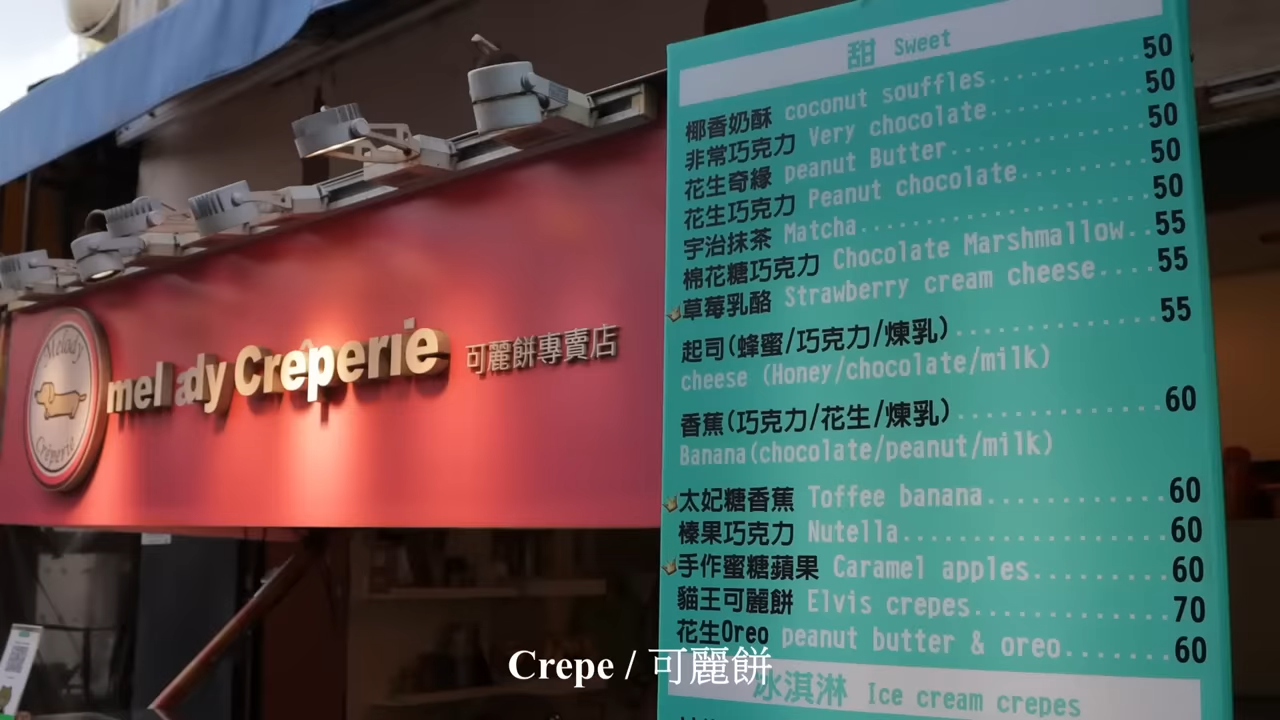 Melody
Crêperie
mellady Crêperie 可麗餅專賣店
甜 Sweet
椰香奶酥 coconut souffles 50
非常巧克力 Very chocolate 50
花生奇緣 peanut Butter 50
花生巧克力 Peanut chocolate 50
宇治抹茶 Matcha 50
棉花糖巧克力 Chocolate Marshmallow 55
草莓乳酪 Strawberry cream cheese 55
起司(蜂蜜/巧克力/煉乳) 55
cheese (Honey/chocolate/milk)
香蕉(巧克力/花生/煉乳) 60
Banana(chocolate/peanut/milk)
太妃糖香蕉 Toffee banana 60
榛果巧克力 Nutella 60
手作蜜糖蘋果 Caramel apples 60
貓王可麗餅 Elvis crepes 70
花生Oreo peanut butter & oreo 60
冰淇淋 Ice cream crepes
Crepe / 可麗餅